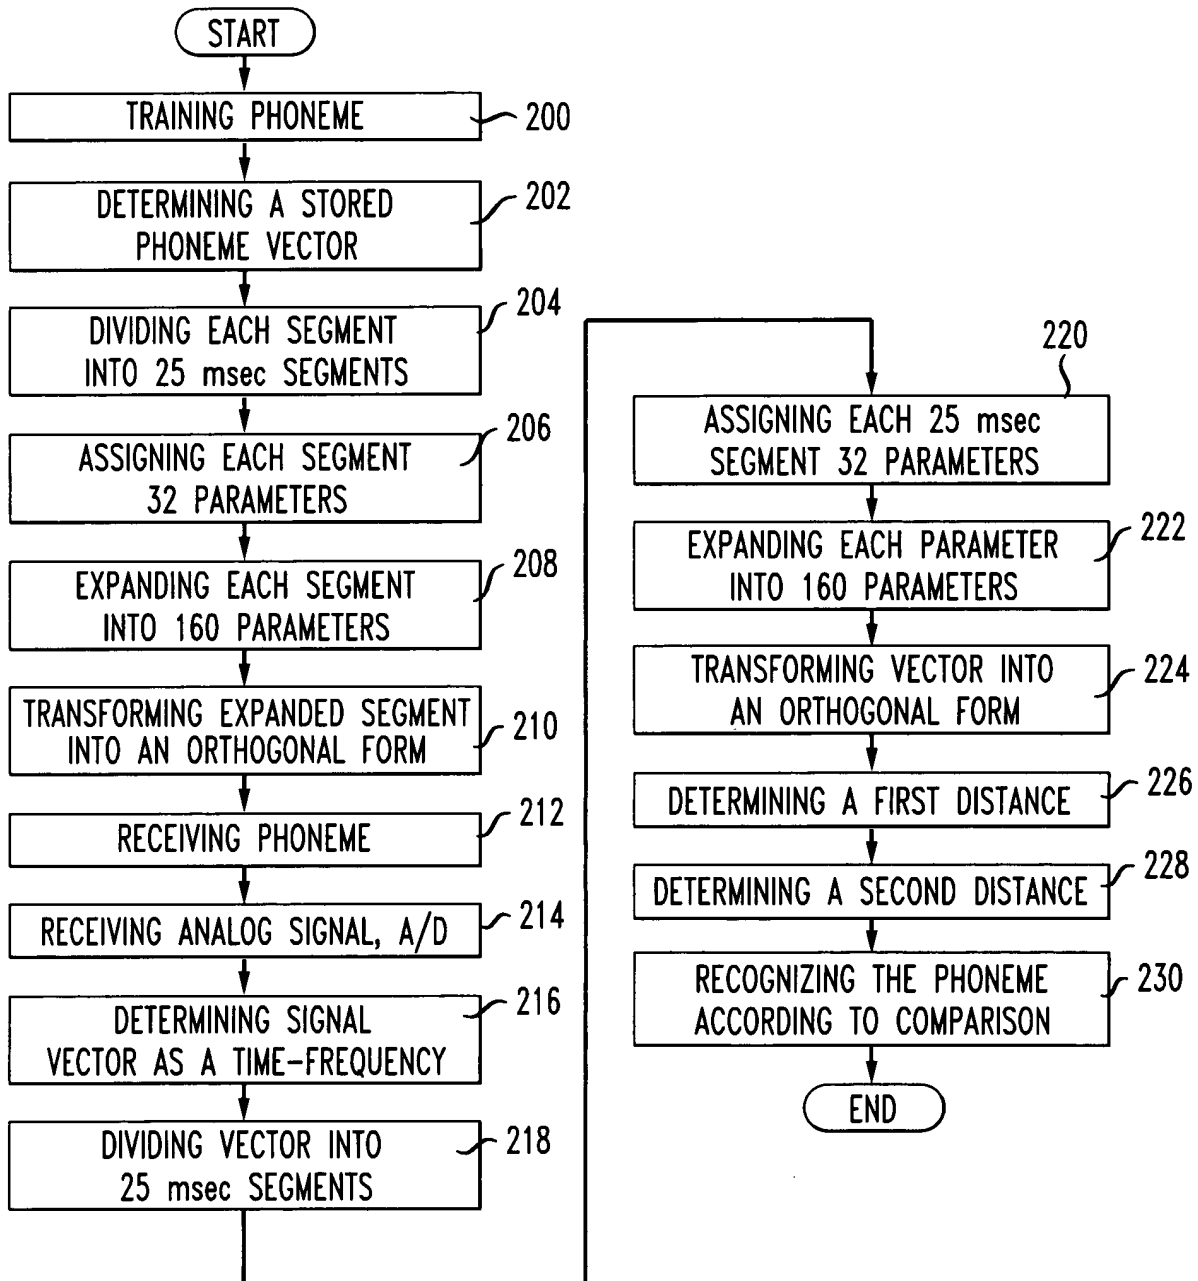 START
TRAINING PHONEME
200
DETERMINING A STORED
PHONEME VECTOR
202
DIVIDING EACH SEGMENT
INTO 25 msec SEGMENTS
204
ASSIGNING EACH SEGMENT
32 PARAMETERS
206
EXPANDING EACH SEGMENT
INTO 160 PARAMETERS
208
TRANSFORMING EXPANDED SEGMENT
INTO AN ORTHOGONAL FORM
210
RECEIVING PHONEME
212
RECEIVING ANALOG SIGNAL, A/D
214
DETERMINING SIGNAL
VECTOR AS A TIME-FREQUENCY
216
DIVIDING VECTOR INTO
25 msec SEGMENTS
218
220
ASSIGNING EACH 25 msec
SEGMENT 32 PARAMETERS
EXPANDING EACH PARAMETER
INTO 160 PARAMETERS
222
TRANSFORMING VECTOR INTO
AN ORTHOGONAL FORM
224
DETERMINING A FIRST DISTANCE
226
DETERMINING A SECOND DISTANCE
228
RECOGNIZING THE PHONEME
ACCORDING TO COMPARISON
230
END